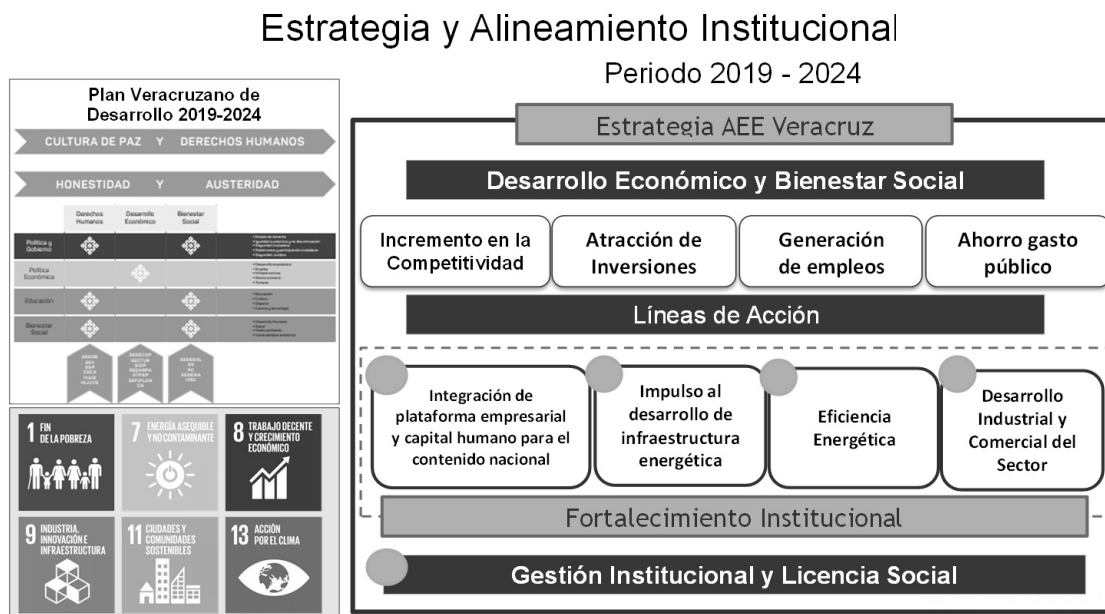 Estrategia y Alineamiento Institucional
Periodo 2019 - 2024
Plan Veracruzano de
Desarrollo 2019-2024
CULTURA DE PAZ Y DERECHOS HUMANOS
HONESTIDAD Y AUSTERIDAD
Derechos
Humanos
Desarrollo
Económico
Bienestar
Social
Política y
Gobierno
Política
Económica
Educación
Bienestar
Social
1 FIN
DE LA POBREZA
7 ENERGÍA ASEQUIBLE
Y NO CONTAMINANTE
8 TRABAJO DECENTE
Y CRECIMIENTO
ECONÓMICO
9 INDUSTRIA,
INNOVACIÓN E
INFRAESTRUCTURA
11 CIUDADES Y
COMUNIDADES
SOSTENIBLES
13 ACCIÓN
POR EL CLIMA
Estrategia AEE Veracruz
Desarrollo Económico y Bienestar Social
Incremento en la
Competitividad
Atracción de
Inversiones
Generación
de empleos
Ahorro gasto
público
Líneas de Acción
Integración de
plataforma empresarial
y capital humano para el
contenido nacional
Impulso al
desarrollo de
infraestructura
energética
Eficiencia
Energética
Desarrollo
Industrial y
Comercial del
Sector
Fortalecimiento Institucional
Gestión Institucional y Licencia Social